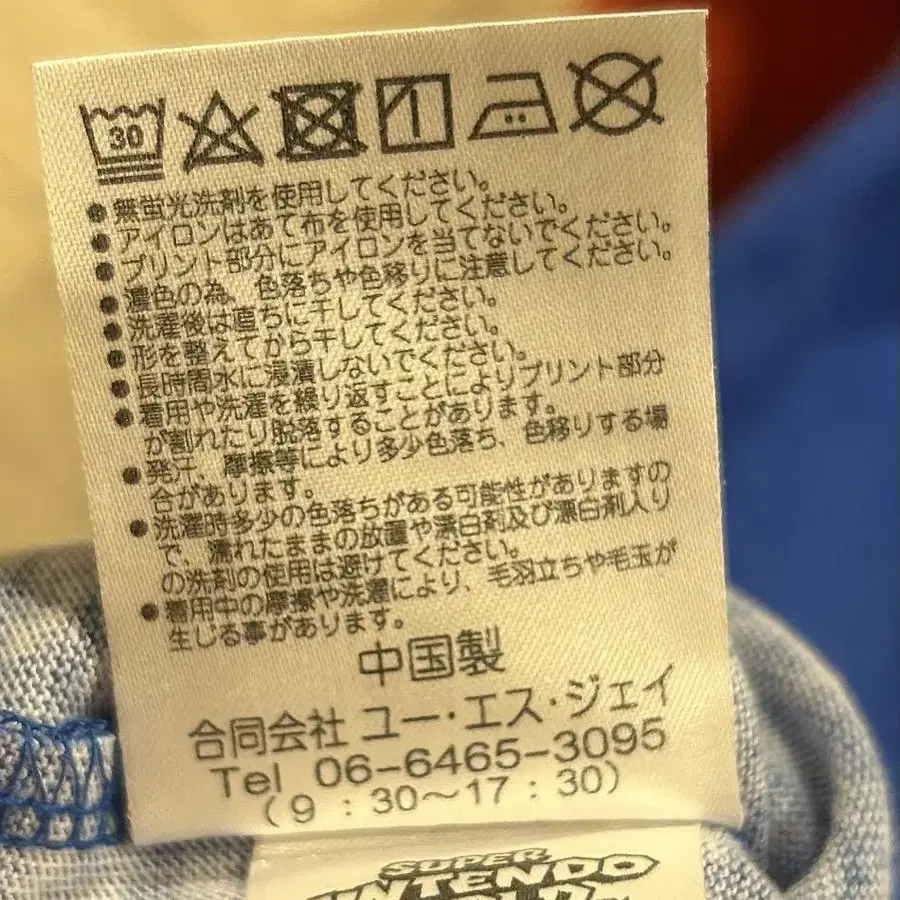 30
● 無蛍光洗剤を使用してください。
● アイロンはあて布を使用してください。
● プリント部分にアイロンを当てないでください。
● 濃色の為、色落ちや色移りに注意してください。
● 洗濯後は直ちに干してください。
● 形を整えてから干してください。
● 長時間水に浸漬しないでください。
● 着用や洗濯を繰り返すことによりプリント部分
が割れたり脱落することがあります。
● 発汗、摩擦等により多少色落ち、色移りする場
合があります。
● 洗濯時多少の色落ちがある可能性がありますの
で、濡れたままの放置や漂白剤及び漂白剤入り
の洗剤の使用は避けてください。
● 着用中の摩擦や洗濯により、毛羽立ちや毛玉が
生じる事があります。
中国製
合同会社 ユー・エス・ジェイ
Tel 06-6465-3095
(9:30～17:30)
SUPER
NINTENDO